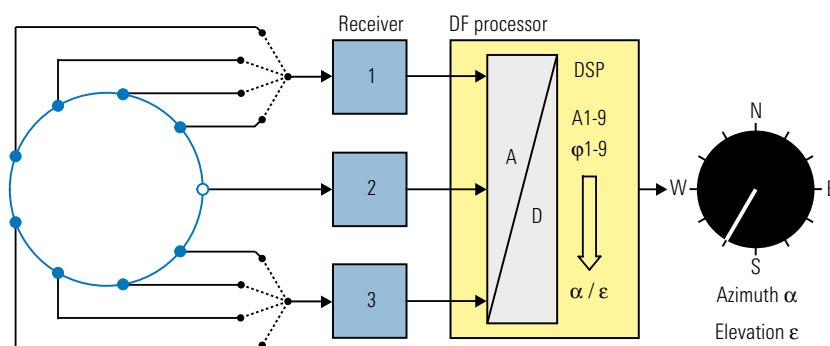 Receiver
DF processor
1
2
3
A
D
DSP
A1-9
φ1-9
α / ε
N
W
E
S
Azimuth α
Elevation ε